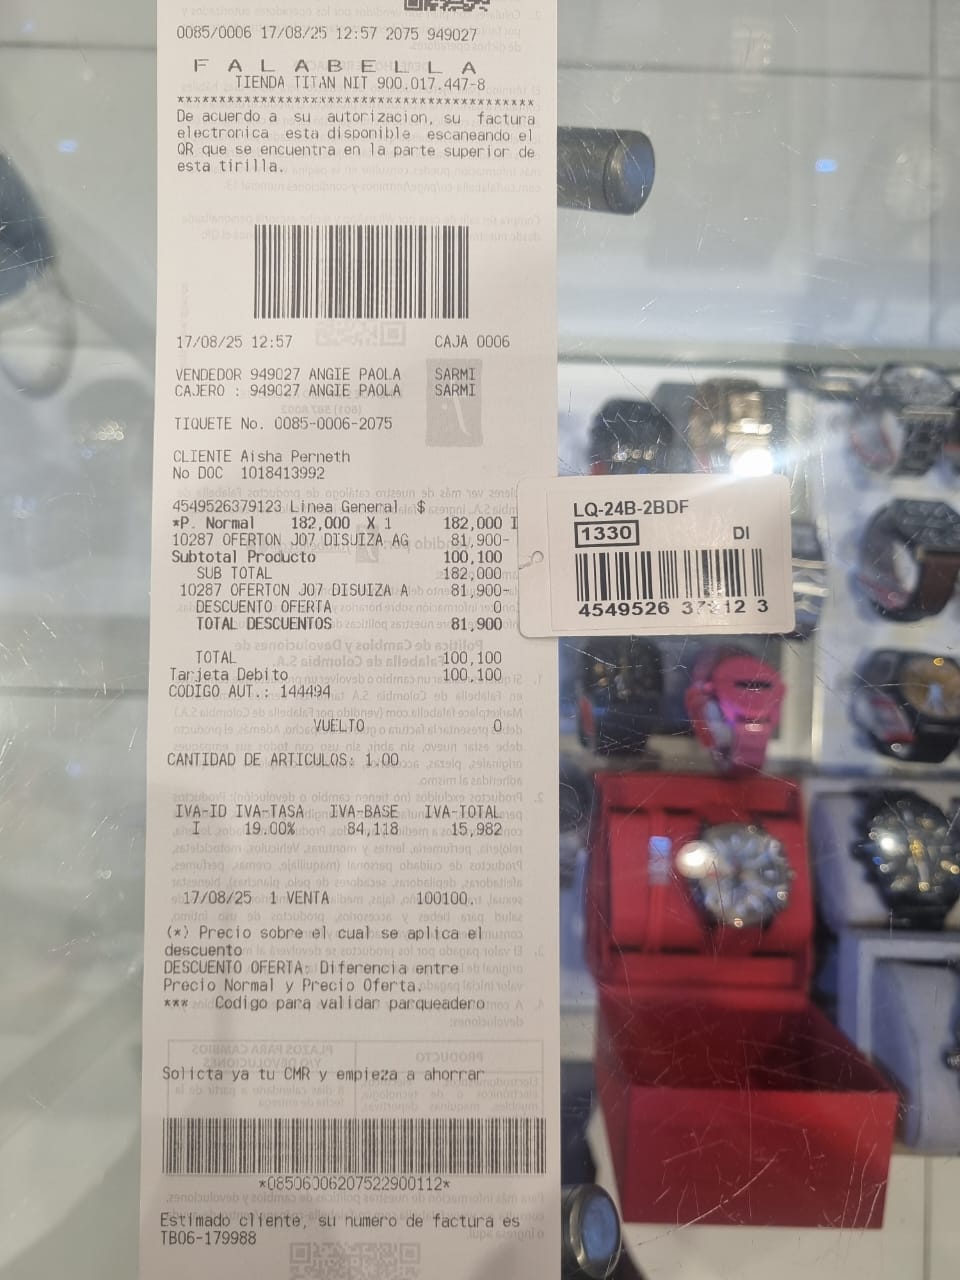 0085/0006 17/08/25 12:57 2075 949027
F A L A B E L L A
TIENDA TITAN NIT 900.017.447-8
**************************************
De acuerdo a su autorizacion, su factura
electronica esta disponible escaneando el
QR que se encuentra en la parte superior de
esta tirilla.
17/08/25 12:57 CAJA 0006
VENDEDOR 949027 ANGIE PAOLA SARMI
CAJERO : 949027 ANGIE PAOLA SARMI
TIQUETE No. 0085-0006-2075
CLIENTE Aisha Perneth
No DOC 1018413992
4549526379123 Linea General $
*P. Normal 182,000 X 1 182,000 I
10287 OFERTON J07 DISUIZA AG 81,900-
Subtotal Producto 100,100
SUB TOTAL 182,000
10287 OFERTON J07 DISUIZA A 81,900-
DESCUENTO OFERTA 0
TOTAL DESCUENTOS 81,900
TOTAL 100,100
Tarjeta Debito 100,100
CODIGO AUT.: 144494
VUELTO 0
CANTIDAD DE ARTICULOS: 1.00
IVA-ID IVA-TASA IVA-BASE IVA-TOTAL
I 19.00% 84,118 15,982
17/08/25 1 VENTA 100100.
(*) Precio sobre el cual se aplica el
descuento
DESCUENTO OFERTA: Diferencia entre
Precio Normal y Precio Oferta.
*** Codigo para validar parqueadero
Solicta ya tu CMR y empieza a ahorrar
*08506006207522900112*
Estimado cliente, su numero de factura es
TB06-179988
LQ-24B-2BDF
1330 DI
4549526 37912 3